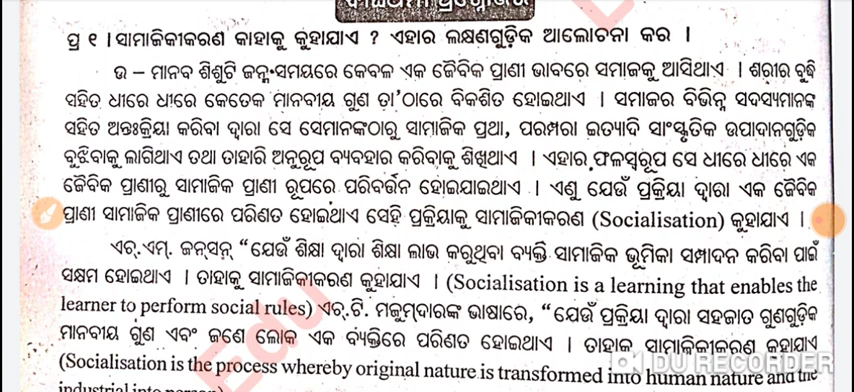 ପ୍ର ୧ । ସାମାଜିକୀକରଣ କାହାକୁ କୁହାଯାଏ ? ଏହାର ଲକ୍ଷଣଗୁଡ଼ିକ ଆଲୋଚନା କର ।
ଉ – ମାନବ ଶିଶୁଟି ଜନ୍ମ ସମୟରେ କେବଳ ଏକ ଜୈବିକ ପ୍ରାଣୀ ଭାବରେ ସମାଜକୁ ଆସିଥାଏ । ଶରୀର ବୃଦ୍ଧି
ସହିତ ଧୀରେ ଧୀରେ କେତେକ ମାନବୀୟ ଗୁଣ ତା'ଠାରେ ବିକଶିତ ହୋଇଥାଏ । ସମାଜର ବିଭିନ୍ନ ସଦସ୍ୟମାନଙ୍କ
ସହିତ ଅନ୍ତଃକ୍ରିୟା କରିବା ଦ୍ୱାରା ସେ ସେମାନଙ୍କଠାରୁ ସାମାଜିକ ପ୍ରଥା, ପରମ୍ପରା ଇତ୍ୟାଦି ସାଂସ୍କୃତିକ ଉପାଦାନଗୁଡ଼ିକ
ବୁଝିବାକୁ ଲାଗିଥାଏ ତଥା ତାହାରି ଅନୁରୂପ ବ୍ୟବହାର କରିବାକୁ ଶିଖିଥାଏ । ଏହାର ଫଳସ୍ୱରୂପ ସେ ଧୀରେ ଧୀରେ ଏକ
ଜୈବିକ ପ୍ରାଣୀରୁ ସାମାଜିକ ପ୍ରାଣୀ ରୂପରେ ପରିବର୍ତ୍ତନ ହୋଇଯାଇଥାଏ । ଏଣୁ ଯେଉଁ ପ୍ରକ୍ରିୟା ଦ୍ୱାରା ଏକ ଜୈବିକ
ପ୍ରାଣୀ ସାମାଜିକ ପ୍ରାଣୀରେ ପରିଣତ ହୋଇଥାଏ ସେହି ପ୍ରକ୍ରିୟାକୁ ସାମାଜିକୀକରଣ (Socialisation) କୁହାଯାଏ ।
ଏଚ୍.ଏମ୍. ଜନ୍‌ସନ୍ “ଯେଉଁ ଶିକ୍ଷା ଦ୍ୱାରା ଶିକ୍ଷା ଲାଭ କରୁଥିବା ବ୍ୟକ୍ତି ସାମାଜିକ ଭୂମିକା ସମ୍ପାଦନ କରିବା ପାଇଁ
ସକ୍ଷମ ହୋଇଥାଏ । ତାହାକୁ ସାମାଜିକୀକରଣ କୁହାଯାଏ । (Socialisation is a learning that enables the
learner to perform social rules) ଏଚ୍.ଟି. ମଜୁମ୍‌ଦାରଙ୍କ ଭାଷାରେ, “ଯେଉଁ ପ୍ରକ୍ରିୟା ଦ୍ୱାରା ସହଜାତ ଗୁଣଗୁଡ଼ିକ
ମାନବୀୟ ଗୁଣ ଏବଂ ଜଣେ ଲୋକ ଏକ ବ୍ୟକ୍ତିରେ ପରିଣତ ହୋଇଥାଏ । ତାହାକୁ ସାମାଜିକୀକରଣ କୁହାଯାଏ
(Socialisation is the process whereby original nature is transformed into human nature and the
Edu
DU RECORDER